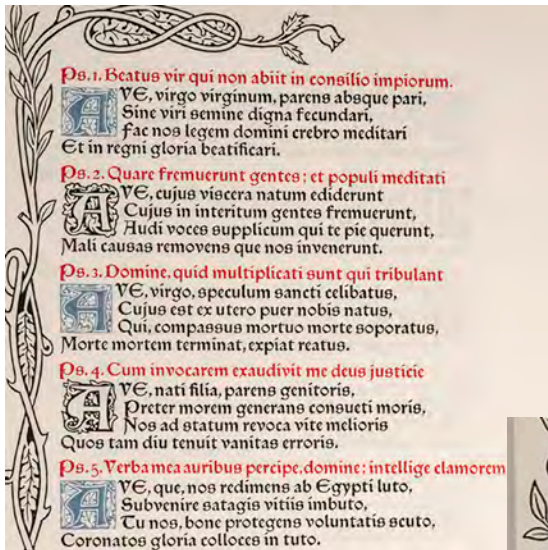 Ps. 1. Beatus vir qui non abiit in consilio impiorum.
AVE, virgo virginum, parens absque pari,
Sine viri semine digna fecundari,
Fac nos legem domini crebro meditari
Et in regni gloria beatificari.
Ps. 2. Quare fremuerunt gentes: et populi meditati
AVE, cujus viscera natum ediderunt
Cujus in interitum gentes fremuerunt,
Audi voces supplicum qui te pie querunt,
Mali causas removens que nos invenerunt.
Ps. 3. Domine, quid multiplicati sunt qui tribulant
AVE, virgo, speculum sancti celibatus,
Cujus est ex utero puer nobis natus,
Qui, compassus mortuo morte soporatus,
Morte mortem terminat, expiat reatus.
Ps. 4. Cum invocarem exaudivit me deus justicie
AVE, nati filia, parens genitoris,
Preter morem generans consueti moris,
Nos ad statum revoca vite melioris
Quos tam diu tenuit vanitas erroris.
Ps. 5. Verba mea auribus percipe, domine: intellige clamorem
AVE, que, nos redimens ab Egypti luto,
Subvenire satagis vitiis imbuto,
Tu nos, bone protegens voluntatis scuto,
Coronatos gloria colloces in tuto.